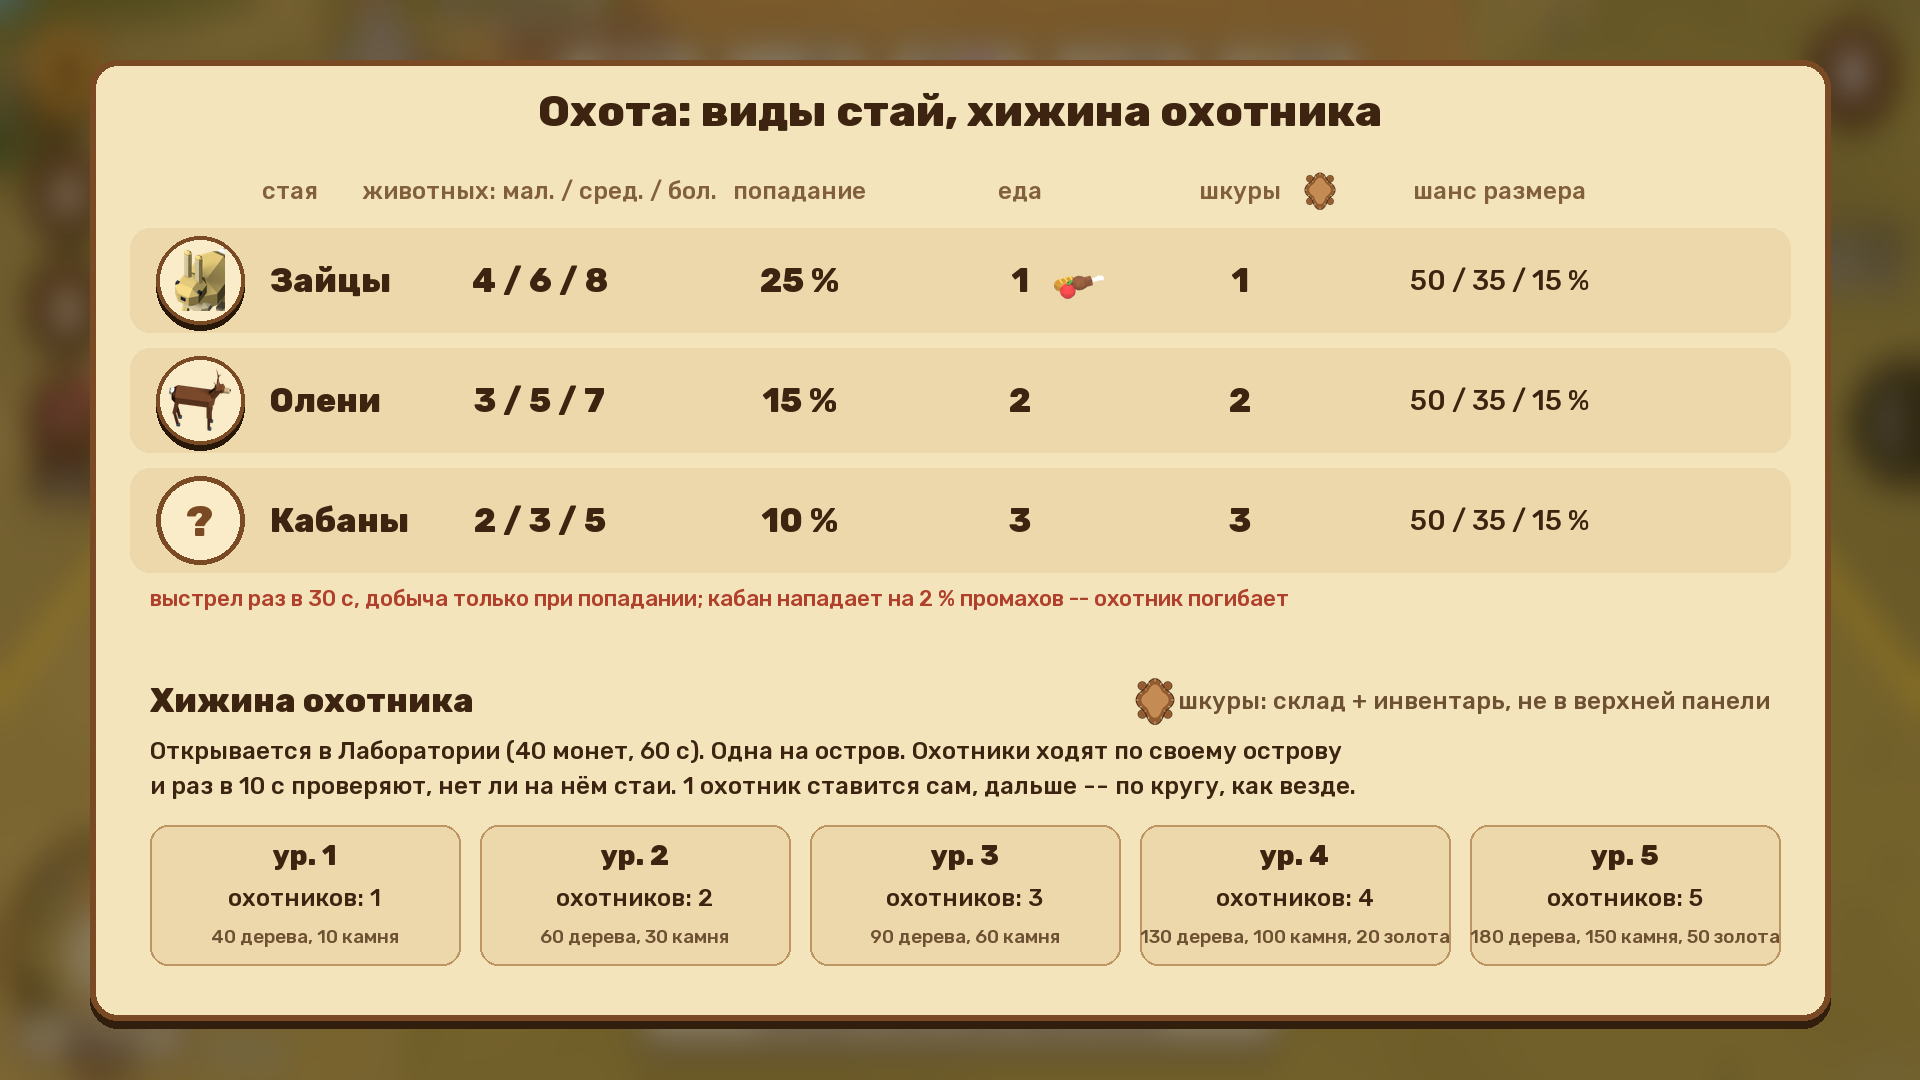 Охота: виды стай, хижина охотника
стая животных: мал. / сред. / бол. попадание еда шкуры шанс размера
Зайцы 4 / 6 / 8 25 % 1 1 50 / 35 / 15 %
Олени 3 / 5 / 7 15 % 2 2 50 / 35 / 15 %
? Кабаны 2 / 3 / 5 10 % 3 3 50 / 35 / 15 %
выстрел раз в 30 с, добыча только при попадании; кабан нападает на 2 % промахов -- охотник погибает
Хижина охотника шкуры: склад + инвентарь, не в верхней панели
Открывается в Лаборатории (40 монет, 60 с). Одна на остров. Охотники ходят по своему острову
и раз в 10 с проверяют, нет ли на нём стаи. 1 охотник ставится сам, дальше -- по кругу, как везде.
ур. 1 ур. 2 ур. 3 ур. 4 ур. 5
охотников: 1 охотников: 2 охотников: 3 охотников: 4 охотников: 5
40 дерева, 10 камня 60 дерева, 30 камня 90 дерева, 60 камня 130 дерева, 100 камня, 20 золота 180 дерева, 150 камня, 50 золота